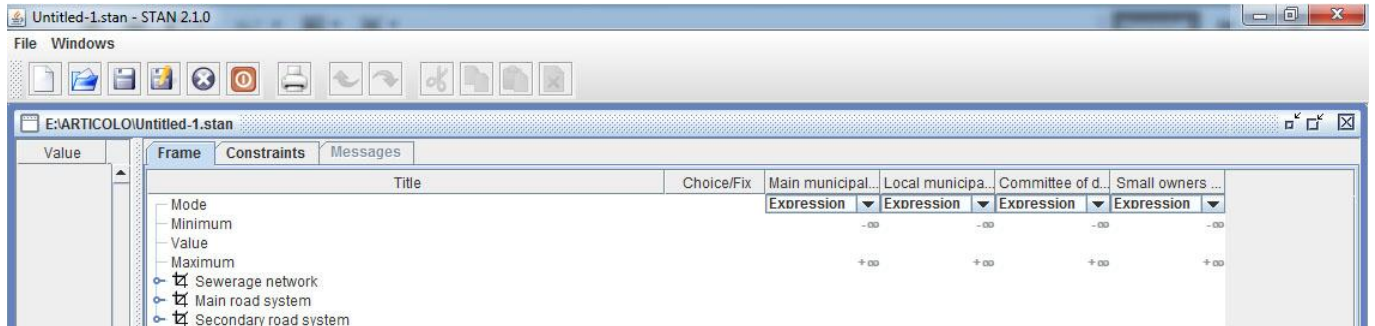 Untitled-1.stan - STAN 2.1.0
File Windows
E:\ARTICOLO\Untitled-1.stan
Value
Frame Constraints Messages
Title Choice/Fix Main municipal... Local municipa... Committee of d... Small owners ...
Mode Expression Expression Expression Expression
Minimum -∞ -∞ -∞ -∞
Value
Maximum +∞ +∞ +∞ +∞
Sewerage network
Main road system
Secondary road system